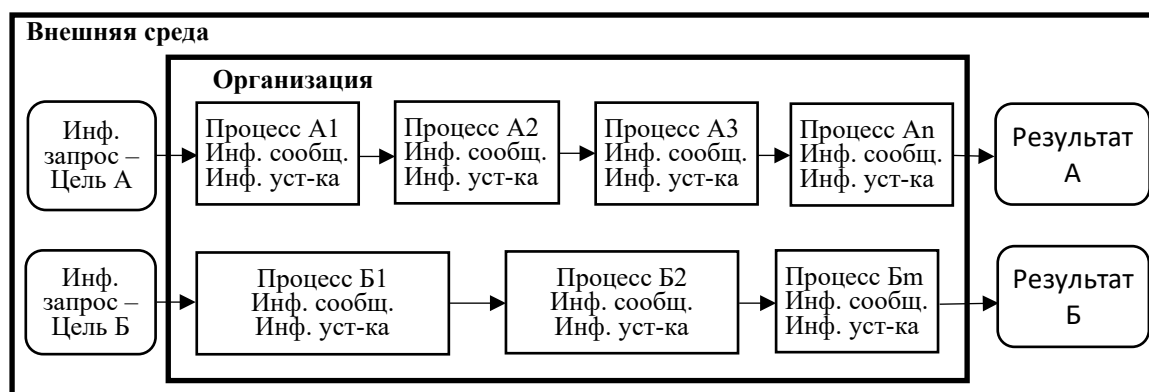 Внешняя среда
Организация
Инф.
запрос –
Цель А
Процесс А1
Инф. сообщ.
Инф. уст-ка
Процесс А2
Инф. сообщ.
Инф. уст-ка
Процесс А3
Инф. сообщ.
Инф. уст-ка
Процесс Аn
Инф. сообщ.
Инф. уст-ка
Результат
А
Инф.
запрос –
Цель Б
Процесс Б1
Инф. сообщ.
Инф. уст-ка
Процесс Б2
Инф. сообщ.
Инф. уст-ка
Процесс Бm
Инф. сообщ.
Инф. уст-ка
Результат
Б